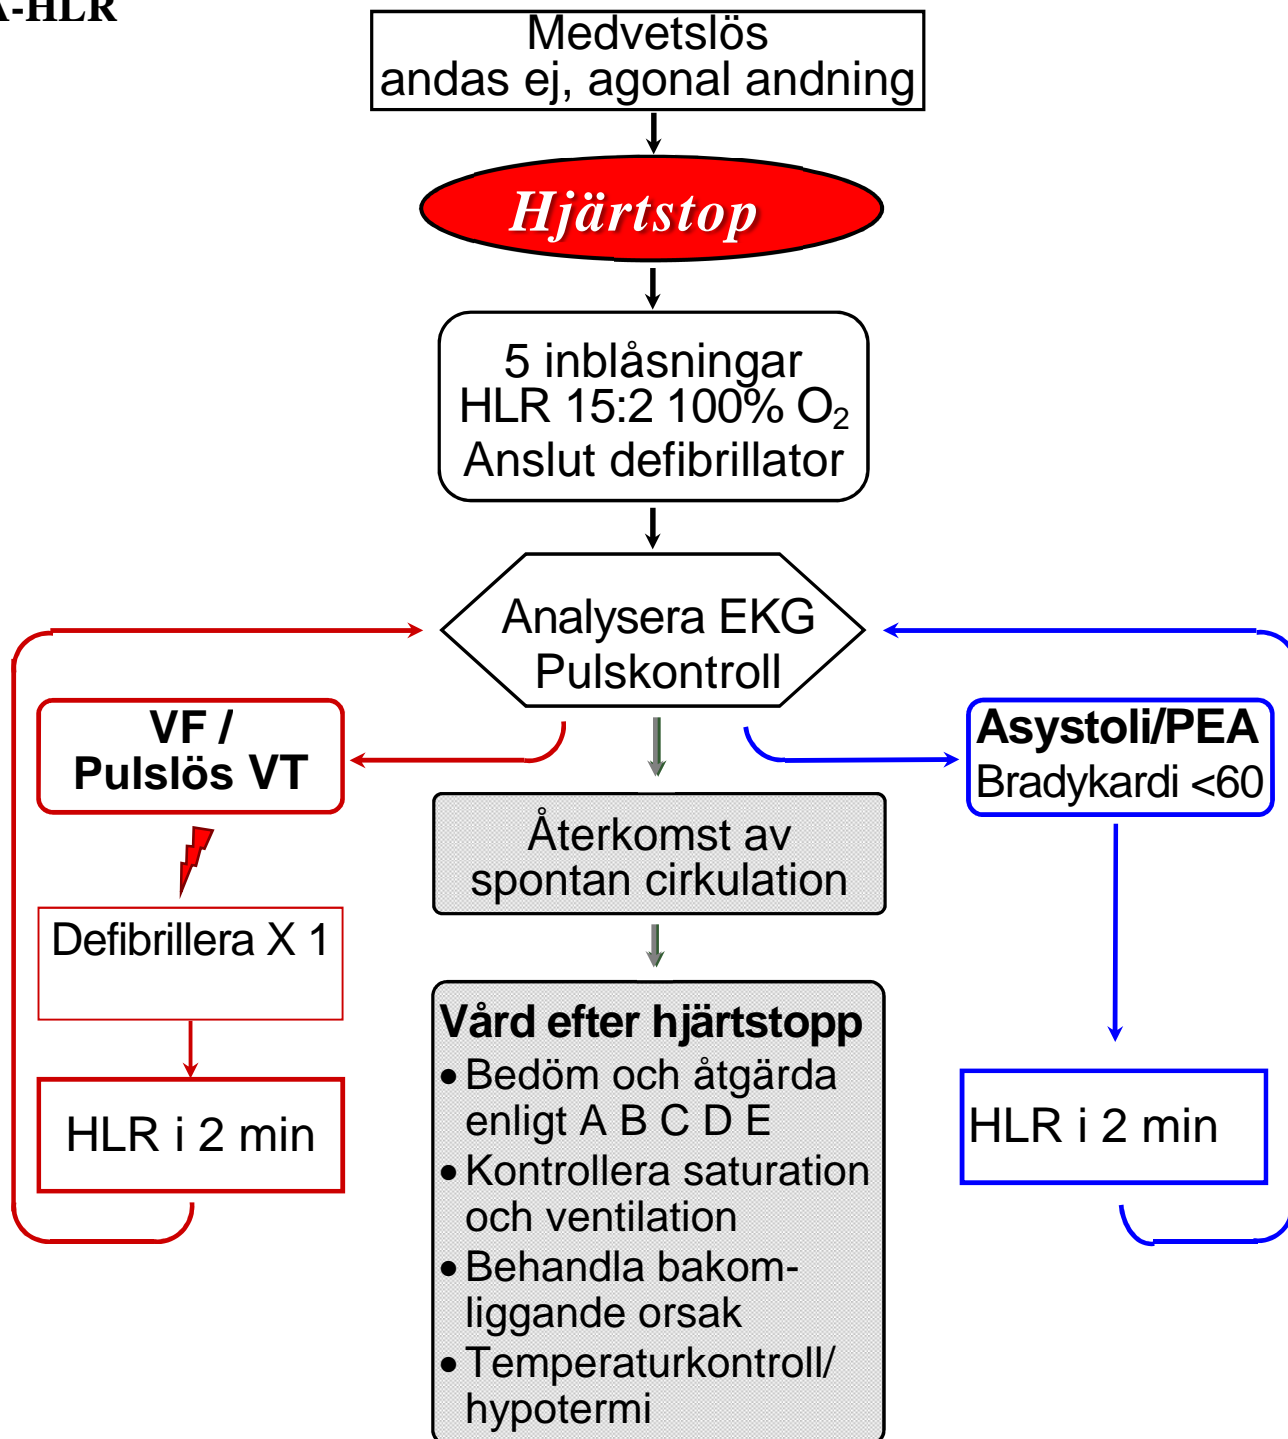 A-HLR
Medvetslös
andas ej, agonal andning
Hjärtstop
5 inblåsningar
HLR 15:2 100% O₂
Anslut defibrillator
Analysera EKG
Pulskontroll
VF /
Pulslös VT
Asystoli/PEA
Bradykardi <60
Återkomst av
spontan cirkulation
Defibrillera X 1
HLR i 2 min
HLR i 2 min
Vård efter hjärtstopp
• Bedöm och åtgärda
enligt A B C D E
• Kontrollera saturation
och ventilation
• Behandla bakom-
liggande orsak
• Temperaturkontroll/
hypotermi